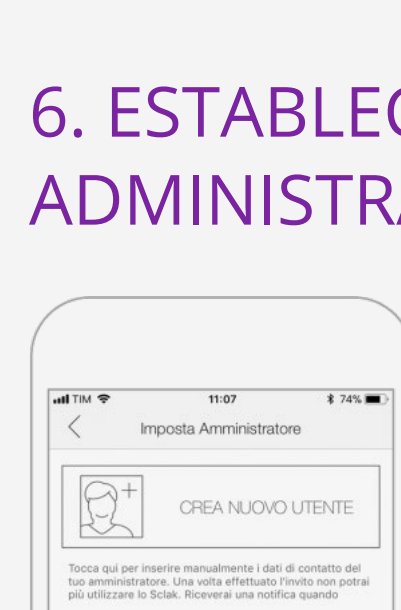 6. ESTABLEC
ADMINISTRA
TIM 11:07 74%
Imposta Amministratore
CREA NUOVO UTENTE
Tocca qui per inserire manualmente i dati di contatto del
tuo amministratore. Una volta effettuato l'invito non potrai
più utilizzare lo Sclak. Riceverai una notifica quando